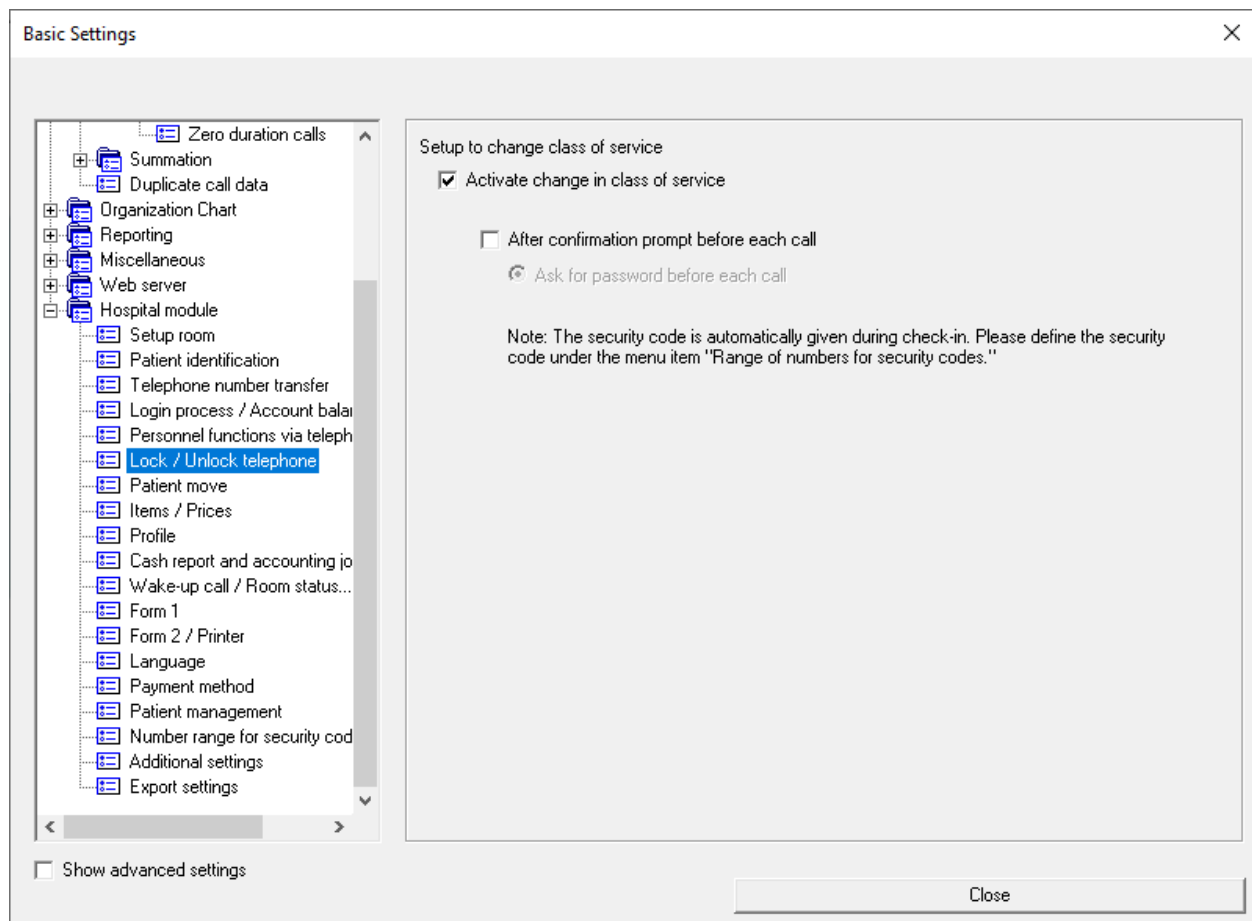 Basic Settings
Zero duration calls
Summation
Duplicate call data
Organization Chart
Reporting
Miscellaneous
Web server
Hospital module
Setup room
Patient identification
Telephone number transfer
Login process / Account balar
Personnel functions via teleph
Lock / Unlock telephone
Patient move
Items / Prices
Profile
Cash report and accounting jo
Wake-up call / Room status...
Form 1
Form 2 / Printer
Language
Payment method
Patient management
Number range for security cod
Additional settings
Export settings
Show advanced settings
Setup to change class of service
Activate change in class of service
After confirmation prompt before each call
Ask for password before each call
Note: The security code is automatically given during check-in. Please define the security
code under the menu item "Range of numbers for security codes."
Close